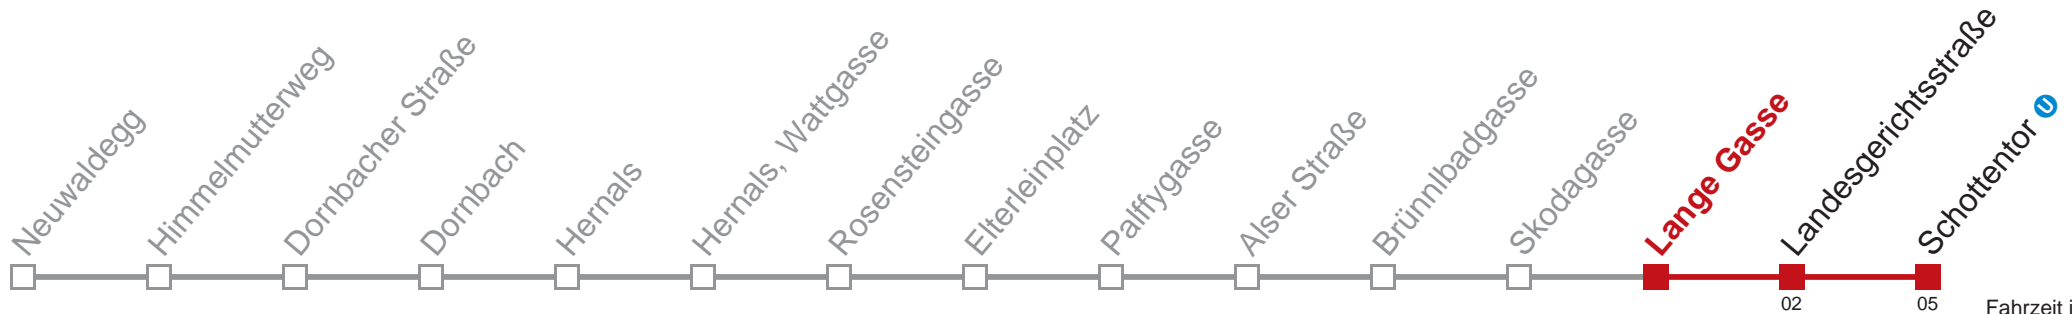 Neuwaldegg
Himmelmutterweg
Dornbacher Straße
Dornbach
Hernals
Hernals, Wattgasse
Rosensteingasse
Elterleinplatz
Palffygasse
Alser Straße
Brünnlbadgasse
Skodagasse
Lange Gasse
Landesgerichtsstraße
Schottentor U
02
05
Fahrzeit i